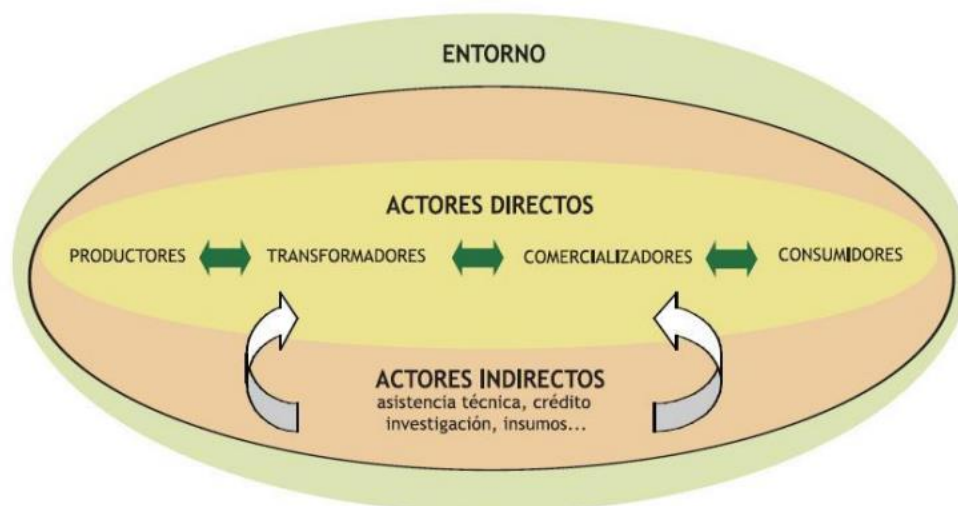 ENTORNO
ACTORES DIRECTOS
PRODUCTORES TRANSFORMADORES COMERCIALIZADORES CONSUMIDORES
ACTORES INDIRECTOS
asistencia técnica, crédito
investigación, insumos...